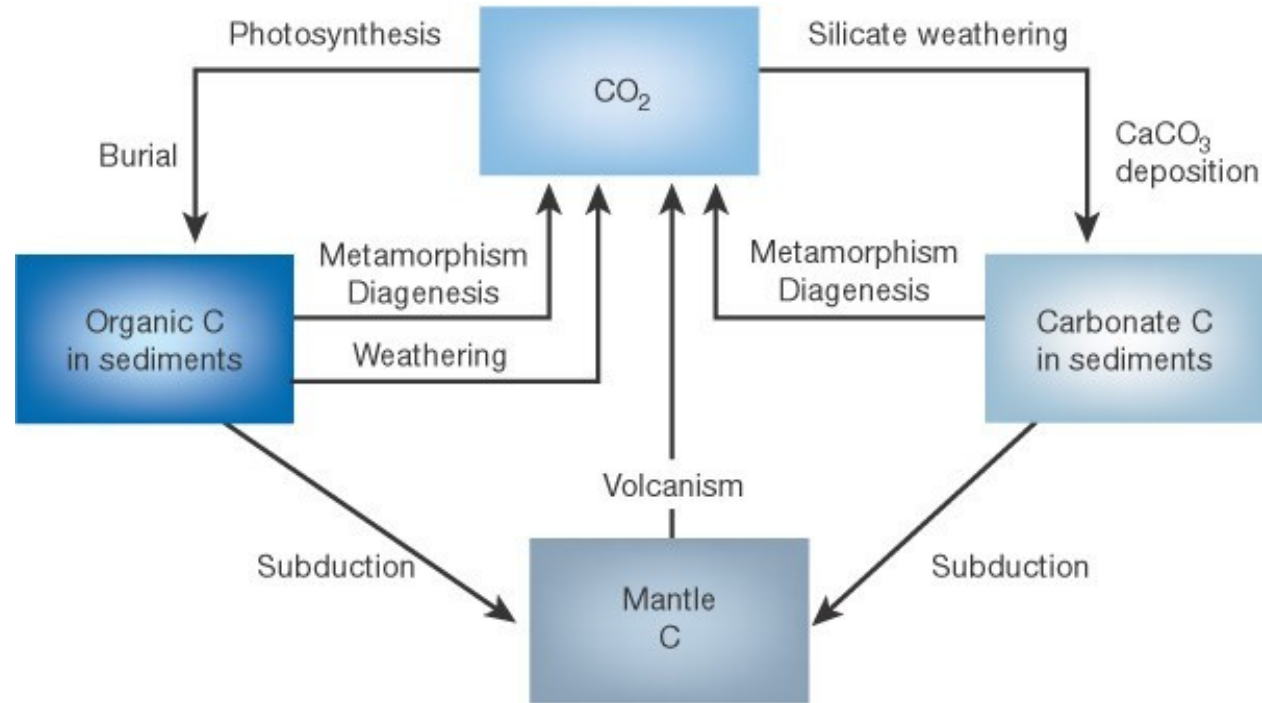 Photosynthesis
Silicate weathering
CO₂
Burial
CaCO₃
deposition
Metamorphism
Diagenesis
Metamorphism
Diagenesis
Organic C
in sediments
Weathering
Carbonate C
in sediments
Volcanism
Subduction
Subduction
Mantle
C